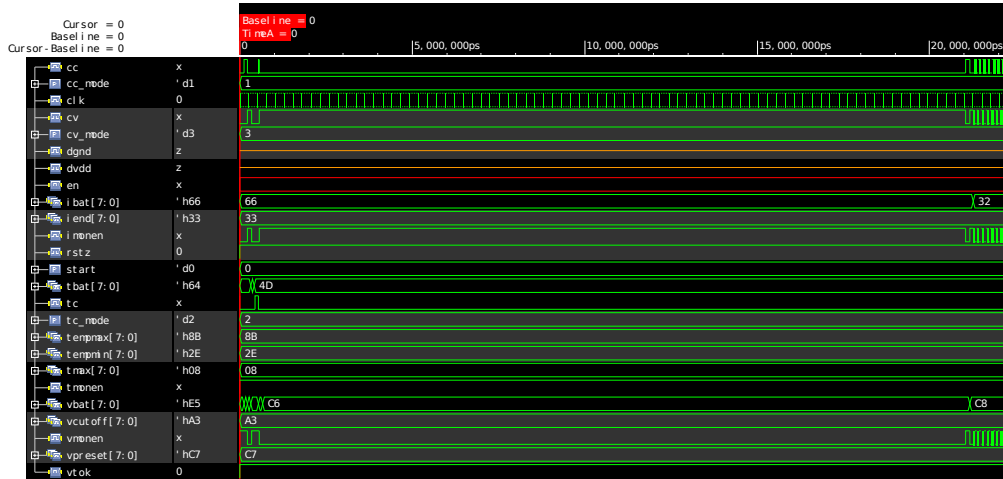 Cursor = 0
Baseline = 0
Cursor-Baseline = 0
Baseline = 0
TimeA = 0
0 5,000,000ps 10,000,000ps 15,000,000ps 20,000,000ps
cc x
cc_mode 'd1 1
clk 0
cv x
cv_mode 'd3 3
dgnd z
dvdd z
en x
ibat[7:0] 'h66 66 32
iend[7:0] 'h33 33
imonen x
rstz 0
start 'd0 0
tbat[7:0] 'h64 4D
tc x
tc_mode 'd2 2
tempmax[7:0] 'h8B 8B
tempmin[7:0] 'h2E 2E
tmax[7:0] 'h08 08
tmonen x
vbat[7:0] 'hE5 C6 C8
vcutoff[7:0] 'hA3 A3
vmonen x
vpreset[7:0] 'hC7 C7
vtok 0